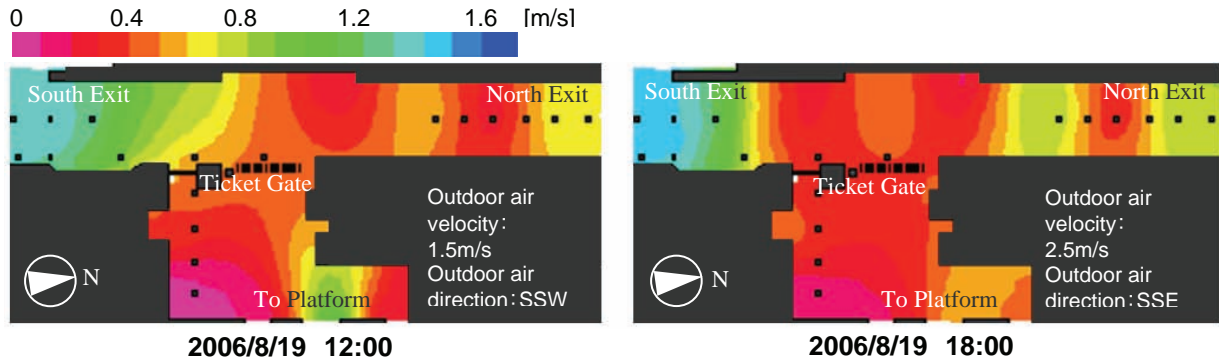 0 0.4 0.8 1.2 1.6 [m/s]
South Exit
North Exit
Ticket Gate
Outdoor air
velocity:
1.5m/s
Outdoor air
direction:SSW
N
To Platform
2006/8/19 12:00
South Exit
North Exit
Ticket Gate
Outdoor air
velocity:
2.5m/s
Outdoor air
direction:SSE
N
To Platform
2006/8/19 18:00